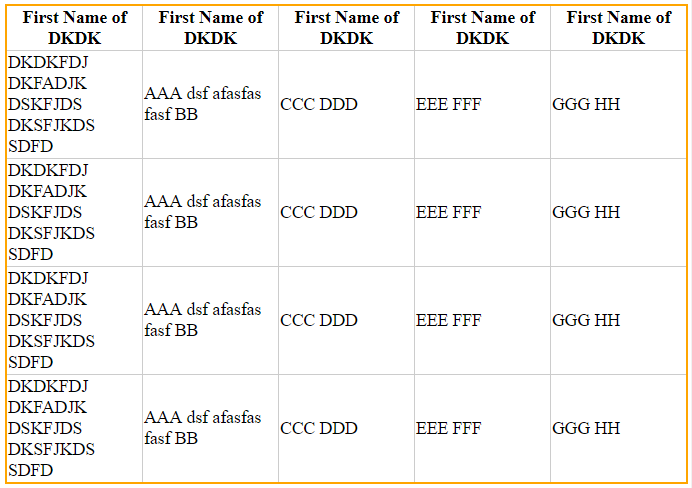 First Name of DKDK
First Name of DKDK
First Name of DKDK
First Name of DKDK
First Name of DKDK
DKDKFDJ
DKFADJK
DSKFJDS
DKSFJKDS
SDFD
AAA dsf afasfas
fasf BB
CCC DDD
EEE FFF
GGG HH
DKDKFDJ
DKFADJK
DSKFJDS
DKSFJKDS
SDFD
AAA dsf afasfas
fasf BB
CCC DDD
EEE FFF
GGG HH
DKDKFDJ
DKFADJK
DSKFJDS
DKSFJKDS
SDFD
AAA dsf afasfas
fasf BB
CCC DDD
EEE FFF
GGG HH
DKDKFDJ
DKFADJK
DSKFJDS
DKSFJKDS
SDFD
AAA dsf afasfas
fasf BB
CCC DDD
EEE FFF
GGG HH